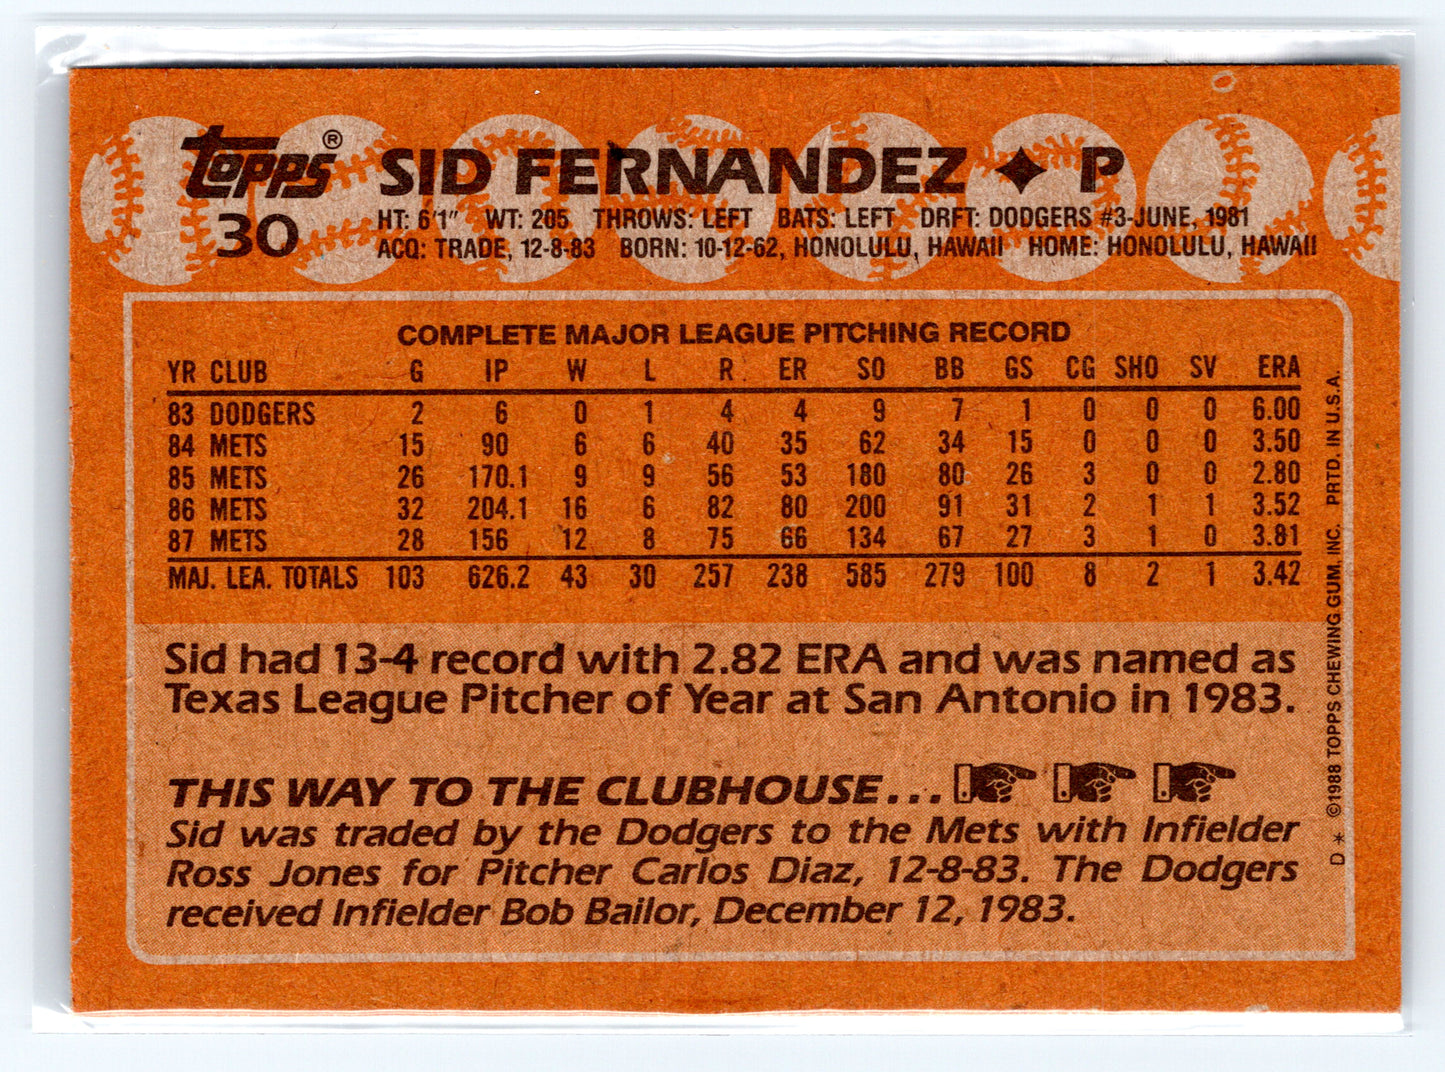 topps® SID FERNANDEZ ◆ P
30
HT: 6'1" WT: 205 THROWS: LEFT BATS: LEFT DRFT: DODGERS #3-JUNE, 1981
ACQ: TRADE, 12-8-83 BORN: 10-12-62, HONOLULU, HAWAII HOME: HONOLULU, HAWAII
COMPLETE MAJOR LEAGUE PITCHING RECORD
YR CLUB G IP W L R ER SO BB GS CG SHO SV ERA
83 DODGERS 2 6 0 1 4 4 9 7 1 0 0 0 6.00
84 METS 15 90 6 6 40 35 62 34 15 0 0 0 3.50
85 METS 26 170.1 9 9 56 53 180 80 26 3 0 0 2.80
86 METS 32 204.1 16 6 82 80 200 91 31 2 1 1 3.52
87 METS 28 156 12 8 75 66 134 67 27 3 1 0 3.81
MAJ. LEA. TOTALS 103 626.2 43 30 257 238 585 279 100 8 2 1 3.42
Sid had 13-4 record with 2.82 ERA and was named as
Texas League Pitcher of Year at San Antonio in 1983.
THIS WAY TO THE CLUBHOUSE...
Sid was traded by the Dodgers to the Mets with Infielder
Ross Jones for Pitcher Carlos Diaz, 12-8-83. The Dodgers
received Infielder Bob Bailor, December 12, 1983.
D* ©1988 TOPPS CHEWING GUM, INC. PRTD. IN U.S.A.